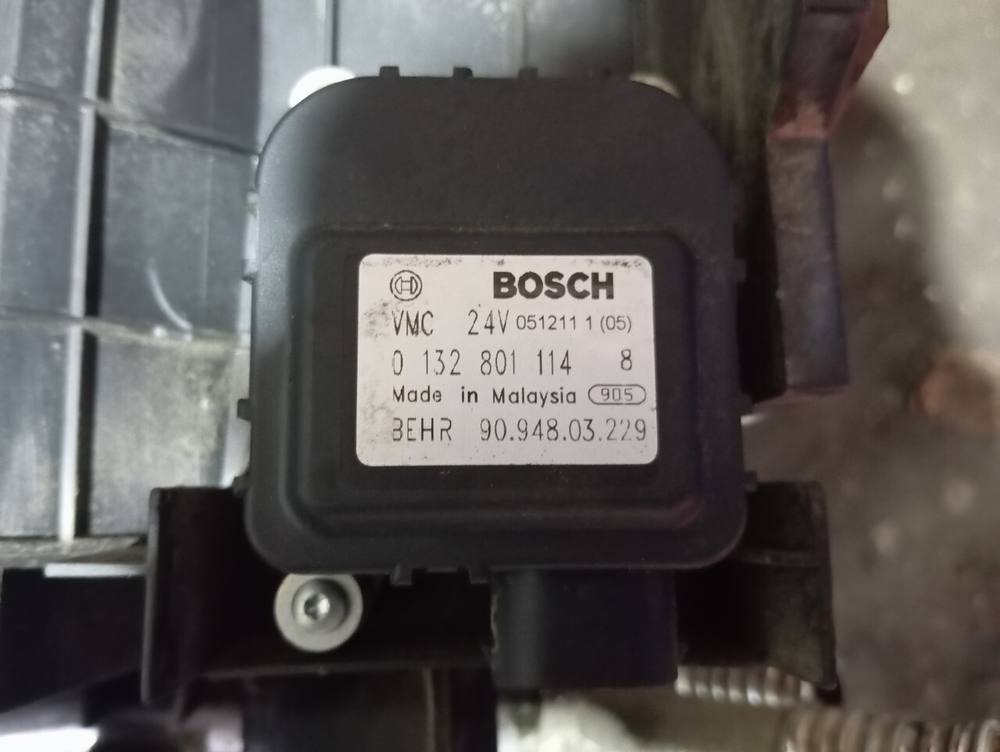 BOSCH
VMC 24V 051211 1 (05)
0 132 801 114 8
Made in Malaysia 905
BEHR 90.948.03.229